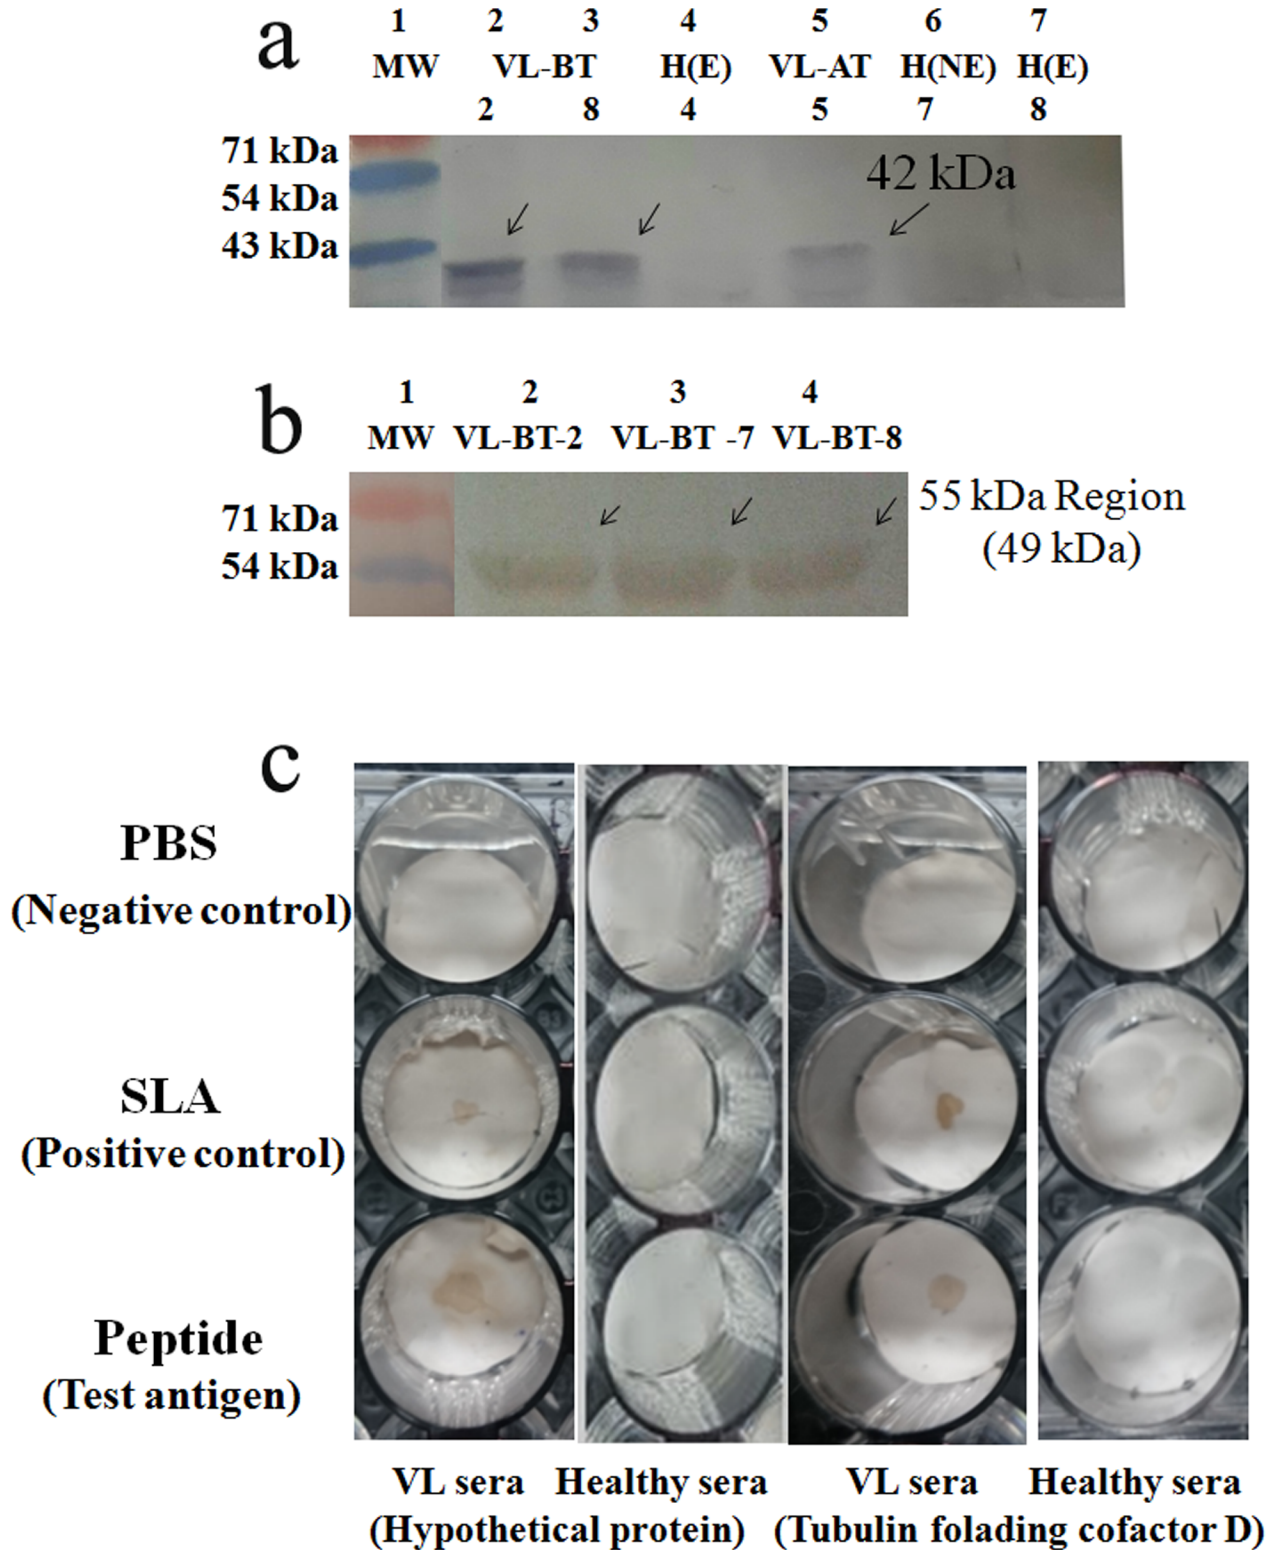 a
1 2 3 4 5 6 7
MW VL-BT H(E) VL-AT H(NE) H(E)
2 8 4 5 7 8
71 kDa
54 kDa
43 kDa
42 kDa
b
1 2 3 4
MW VL-BT-2 VL-BT -7 VL-BT-8
71 kDa
54 kDa
55 kDa Region
(49 kDa)
c
PBS
(Negative control)
SLA
(Positive control)
Peptide
(Test antigen)
VL sera Healthy sera VL sera Healthy sera
(Hypothetical protein) (Tubulin folading cofactor D)